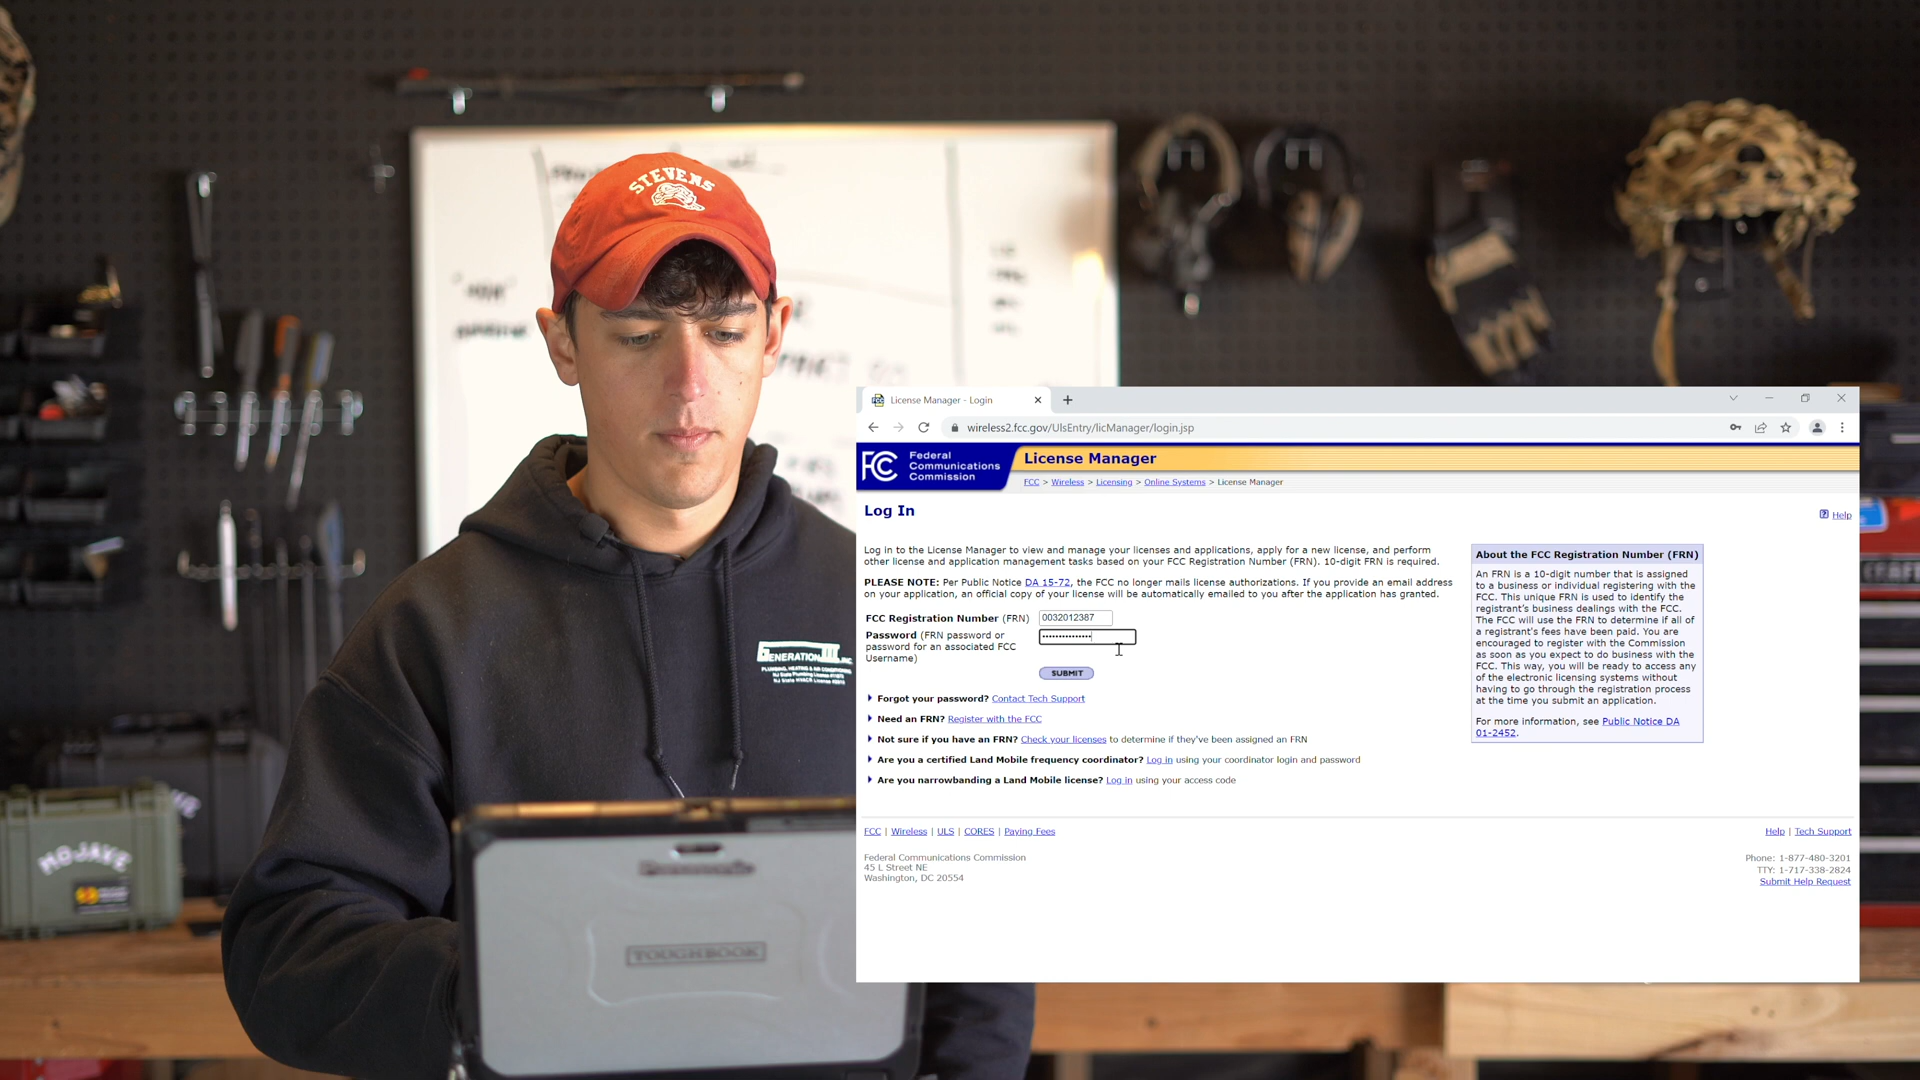 STEVENS
GENERATION III
PLUMBING, HEATING & AIR CONDITIONING
MOJAVE
TOUGHBOOK
License Manager - Login
wireless2.fcc.gov/UlsEntry/licManager/login.jsp
FCC Federal
Communications
Commission
License Manager
FCC > Wireless > Licensing > Online Systems > License Manager
Log In
Help
Log in to the License Manager to view and manage your licenses and applications, apply for a new license, and perform
other license and application management tasks based on your FCC Registration Number (FRN). 10-digit FRN is required.
PLEASE NOTE: Per Public Notice DA 15-72, the FCC no longer mails license authorizations. If you provide an email address
on your application, an official copy of your license will be automatically emailed to you after the application has granted.
FCC Registration Number (FRN) 0032012387
Password (FRN password or
password for an associated FCC
Username)
SUBMIT
Forgot your password? Contact Tech Support
Need an FRN? Register with the FCC
Not sure if you have an FRN? Check your licenses to determine if they've been assigned an FRN
Are you a certified Land Mobile frequency coordinator? Log in using your coordinator login and password
Are you narrowbanding a Land Mobile license? Log in using your access code
About the FCC Registration Number (FRN)
An FRN is a 10-digit number that is assigned
to a business or individual registering with the
FCC. This unique FRN is used to identify the
registrant's business dealings with the FCC.
The FCC will use the FRN to determine if all of
a registrant's fees have been paid. You are
encouraged to register with the Commission
as soon as you expect to do business with the
FCC. This way, you will be ready to access any
of the electronic licensing systems without
having to go through the registration process
at the time you submit an application.
For more information, see Public Notice DA
01-2452.
FCC | Wireless | ULS | CORES | Paying Fees
Help | Tech Support
Federal Communications Commission
45 L Street NE
Washington, DC 20554
Phone: 1-877-480-3201
TTY: 1-717-338-2824
Submit Help Request